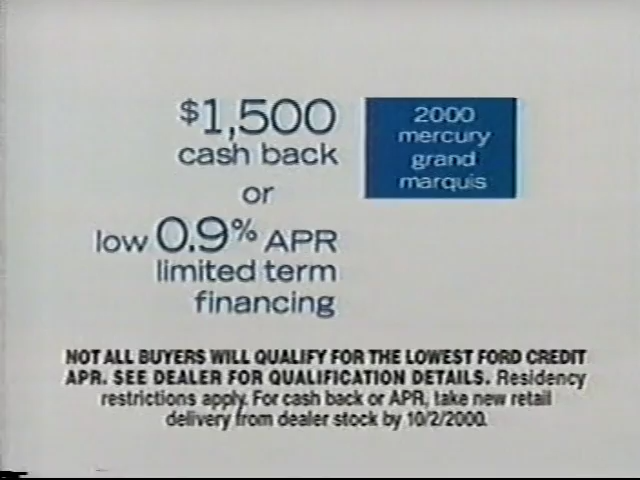 $1,500
cash back
or
low 0.9% APR
limited term
financing
2000
mercury
grand
marquis
NOT ALL BUYERS WILL QUALIFY FOR THE LOWEST FORD CREDIT
APR. SEE DEALER FOR QUALIFICATION DETAILS. Residency
restrictions apply. For cash back or APR, take new retail
delivery from dealer stock by 10/2/2000.